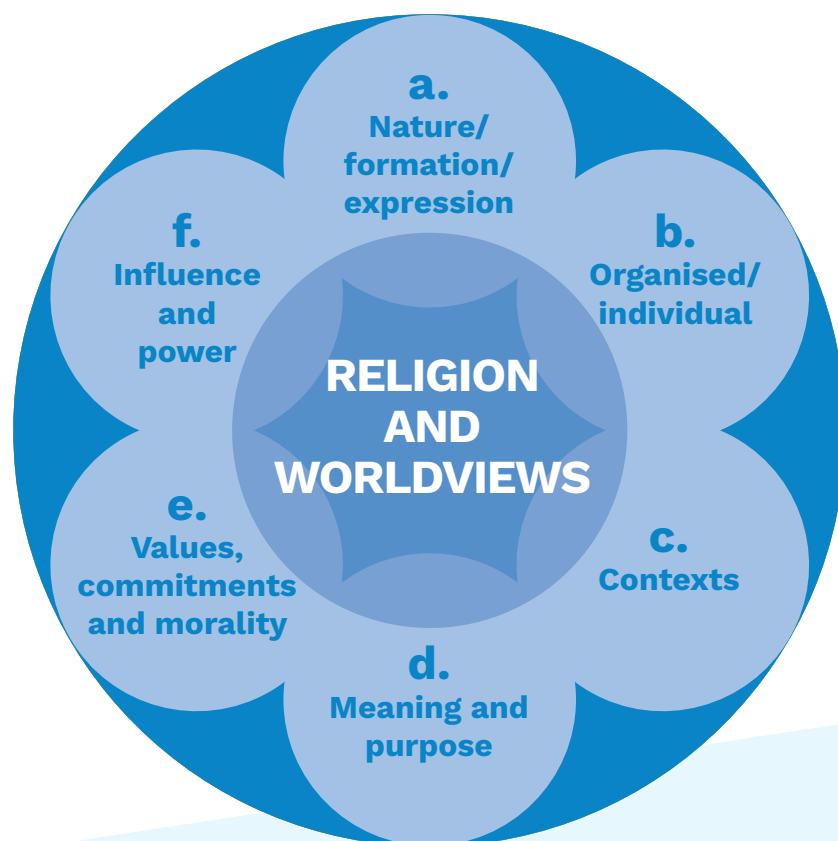 a.
Nature/
formation/
expression
b.
Organised/
individual
c.
Contexts
d.
Meaning and
purpose
e.
Values,
commitments
and morality
f.
Influence
and
power
RELIGION
AND
WORLDVIEWS